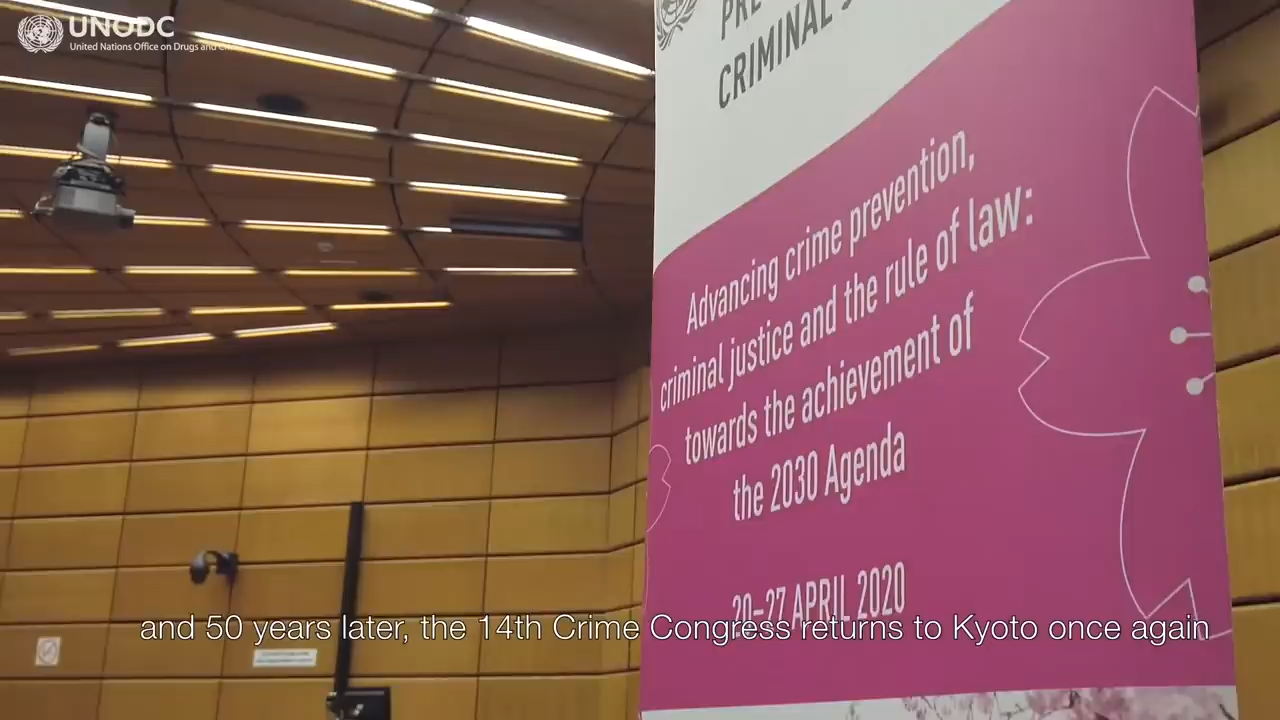 UNODC
United Nations Office on Drugs and
CRIMINAL
Advancing crime prevention,
criminal justice and the rule of law:
towards the achievement of
the 2030 Agenda
20–27 APRIL 2020
and 50 years later, the 14th Crime Congress returns to Kyoto once again